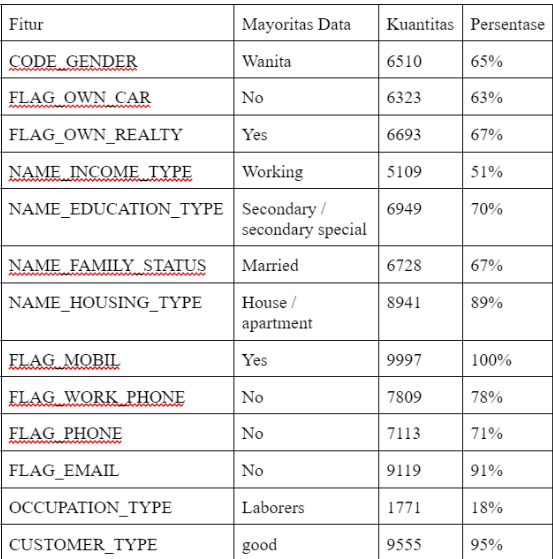 Fitur Mayoritas Data Kuantitas Persentase
CODE_GENDER Wanita 6510 65%
FLAG_OWN_CAR No 6323 63%
FLAG_OWN_REALTY Yes 6693 67%
NAME_INCOME_TYPE Working 5109 51%
NAME_EDUCATION_TYPE Secondary / 6949 70%
secondary special
NAME_FAMILY_STATUS Married 6728 67%
NAME_HOUSING_TYPE House / 8941 89%
apartment
FLAG_MOBIL Yes 9997 100%
FLAG_WORK_PHONE No 7809 78%
FLAG_PHONE No 7113 71%
FLAG_EMAIL No 9119 91%
OCCUPATION_TYPE Laborers 1771 18%
CUSTOMER_TYPE good 9555 95%